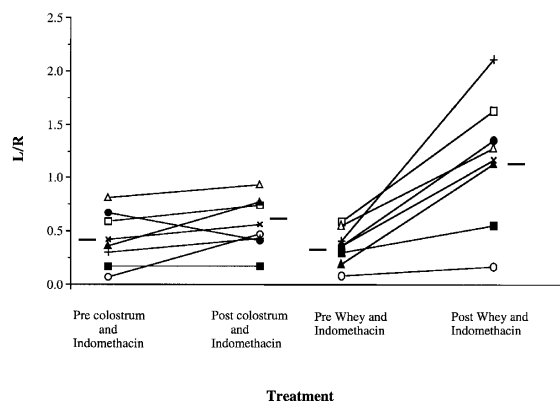 2.5
2.0
1.5
1.0
0.5
0.0
L/R
Pre colostrum
and
Indomethacin
Post colostrum
and
Indomethacin
Pre Whey and
Indomethacin
Post Whey and
Indomethacin
Treatment